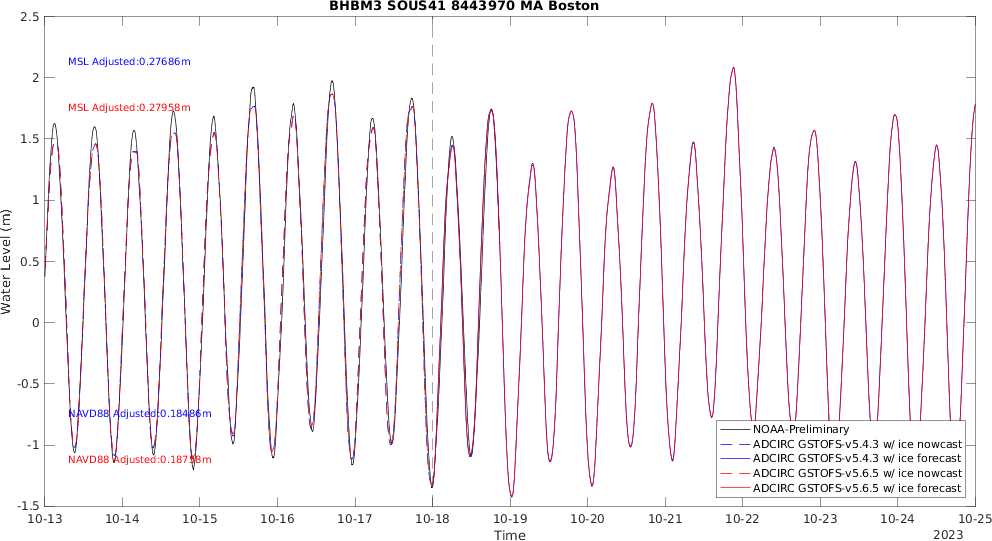 BHBM3 SOUS41 8443970 MA Boston
2.5
2
1.5
1
0.5
0
-0.5
-1
-1.5
Water Level (m)
MSL Adjusted:0.27686m
MSL Adjusted:0.27958m
NAVD88 Adjusted:0.18486m
NAVD88 Adjusted:0.18758m
NOAA-Preliminary
ADCIRC GSTOFS-v5.4.3 w/ ice nowcast
ADCIRC GSTOFS-v5.4.3 w/ ice forecast
ADCIRC GSTOFS-v5.6.5 w/ ice nowcast
ADCIRC GSTOFS-v5.6.5 w/ ice forecast
10-13 10-14 10-15 10-16 10-17 10-18 10-19 10-20 10-21 10-22 10-23 10-24 10-25
Time
2023